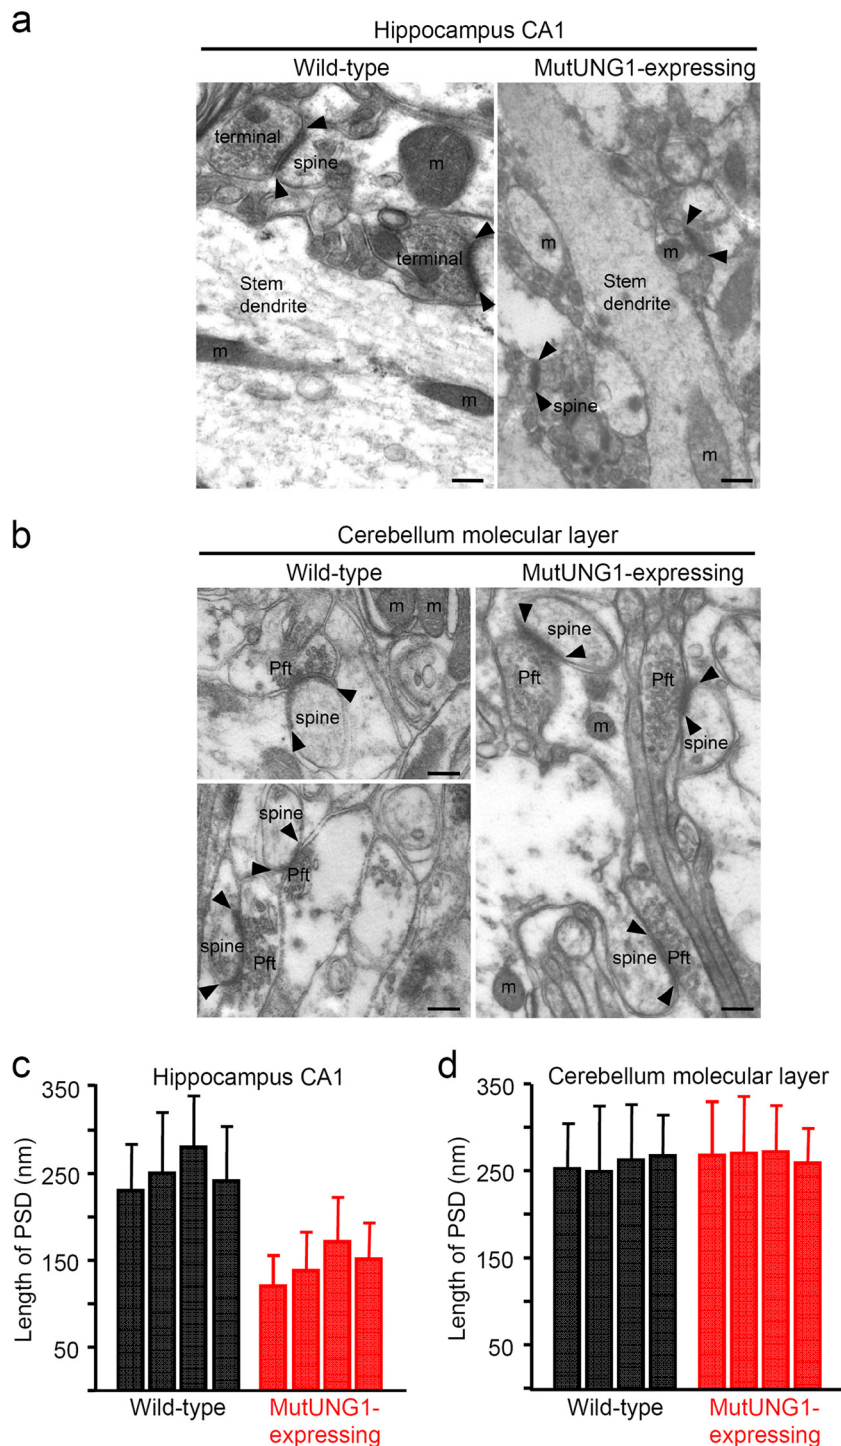 a
Hippocampus CA1
Wild-type
MutUNG1-expressing
terminal
spine
m
terminal
Stem
dendrite
m
m
m
m
Stem
dendrite
spine
m
b
Cerebellum molecular layer
Wild-type
MutUNG1-expressing
m
m
Pft
spine
spine
Pft
spine
Pft
spine
Pft
Pft
spine
m
spine
Pft
m
c
Hippocampus CA1
Length of PSD (nm)
350
250
150
50
Wild-type
MutUNG1-
expressing
d
Cerebellum molecular layer
Length of PSD (nm)
350
250
150
50
Wild-type
MutUNG1-
expressing